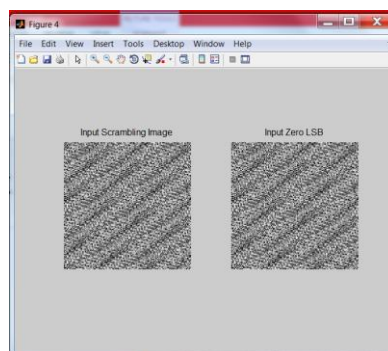 Figure 4
File Edit View Insert Tools Desktop Window Help
Input Scrambling Image Input Zero LSB